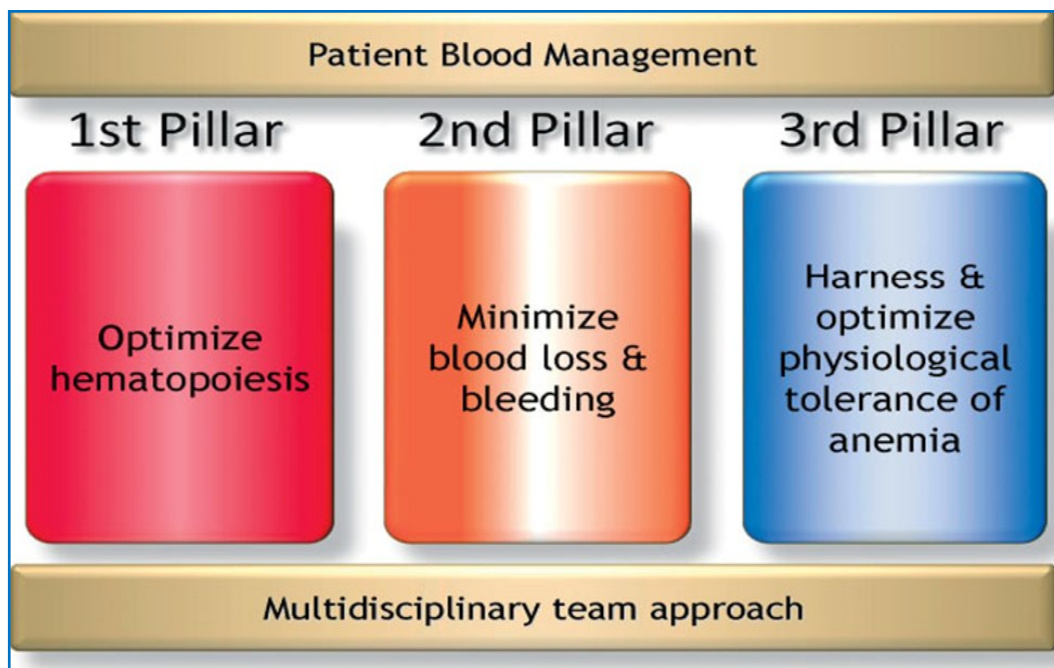 Patient Blood Management
1st Pillar
2nd Pillar
3rd Pillar
Optimize
hematopoiesis
Minimize
blood loss &
bleeding
Harness &
optimize
physiological
tolerance of
anemia
Multidisciplinary team approach